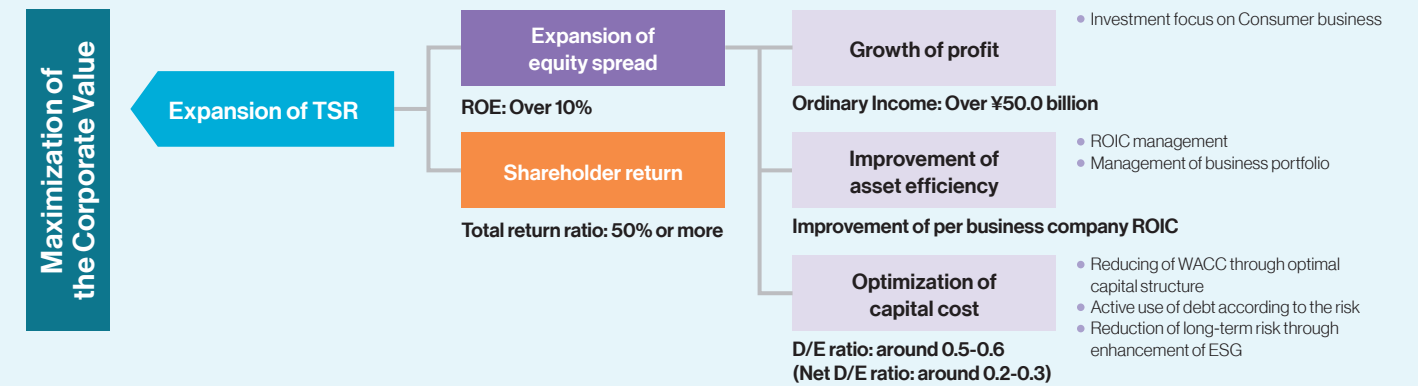 Maximization of
the Corporate Value
Expansion of TSR
Expansion of
equity spread
ROE: Over 10%
Shareholder return
Total return ratio: 50% or more
Growth of profit
Ordinary Income: Over ¥50.0 billion
• Investment focus on Consumer business
Improvement of
asset efficiency
Improvement of per business company ROIC
• ROIC management
• Management of business portfolio
Optimization of
capital cost
D/E ratio: around 0.5-0.6
(Net D/E ratio: around 0.2-0.3)
• Reducing of WACC through optimal
capital structure
• Active use of debt according to the risk
• Reduction of long-term risk through
enhancement of ESG